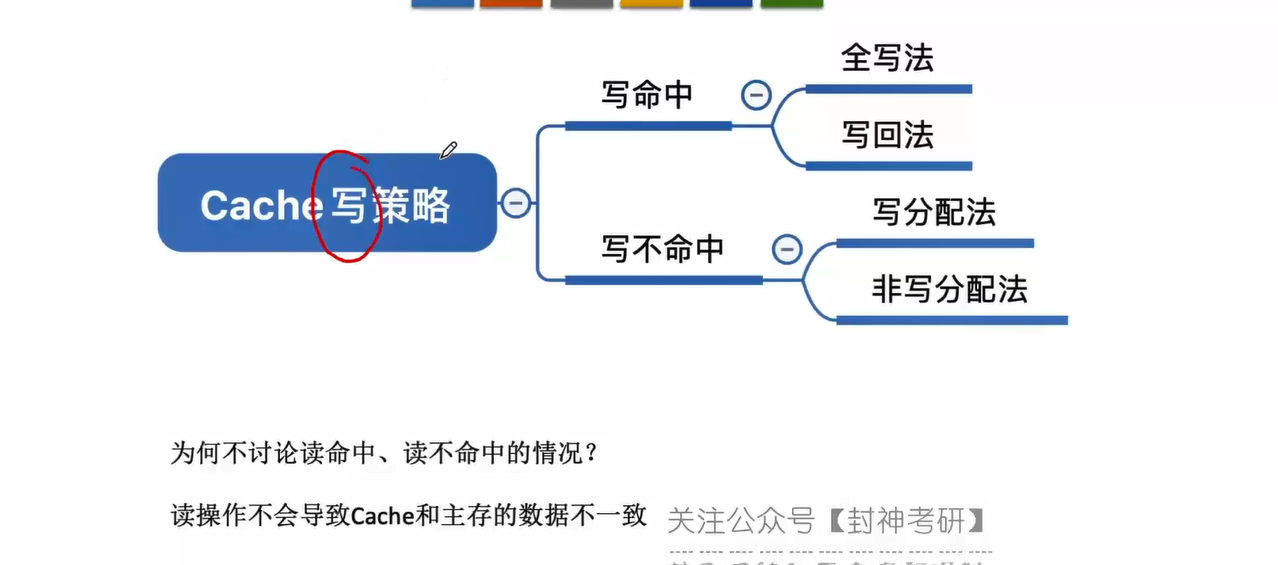 全写法
写命中
写回法
Cache写策略
写分配法
写不命中
非写分配法
为何不讨论读命中、读不命中的情况？
读操作不会导致Cache和主存的数据不一致
关注公众号【封神考研】